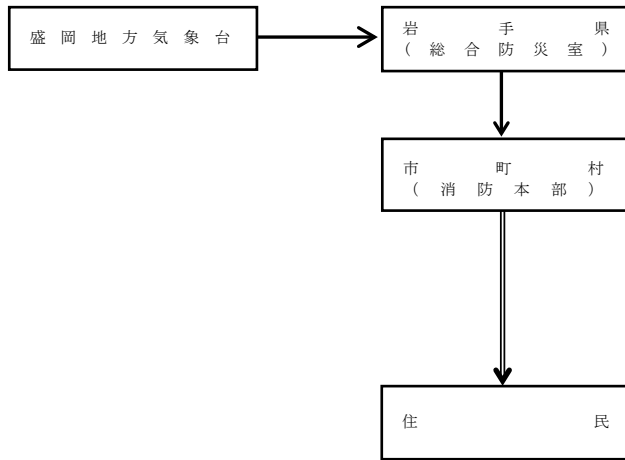 盛岡地方気象台
岩手県
(総合防災室)
市町村
(消防本部)
住民